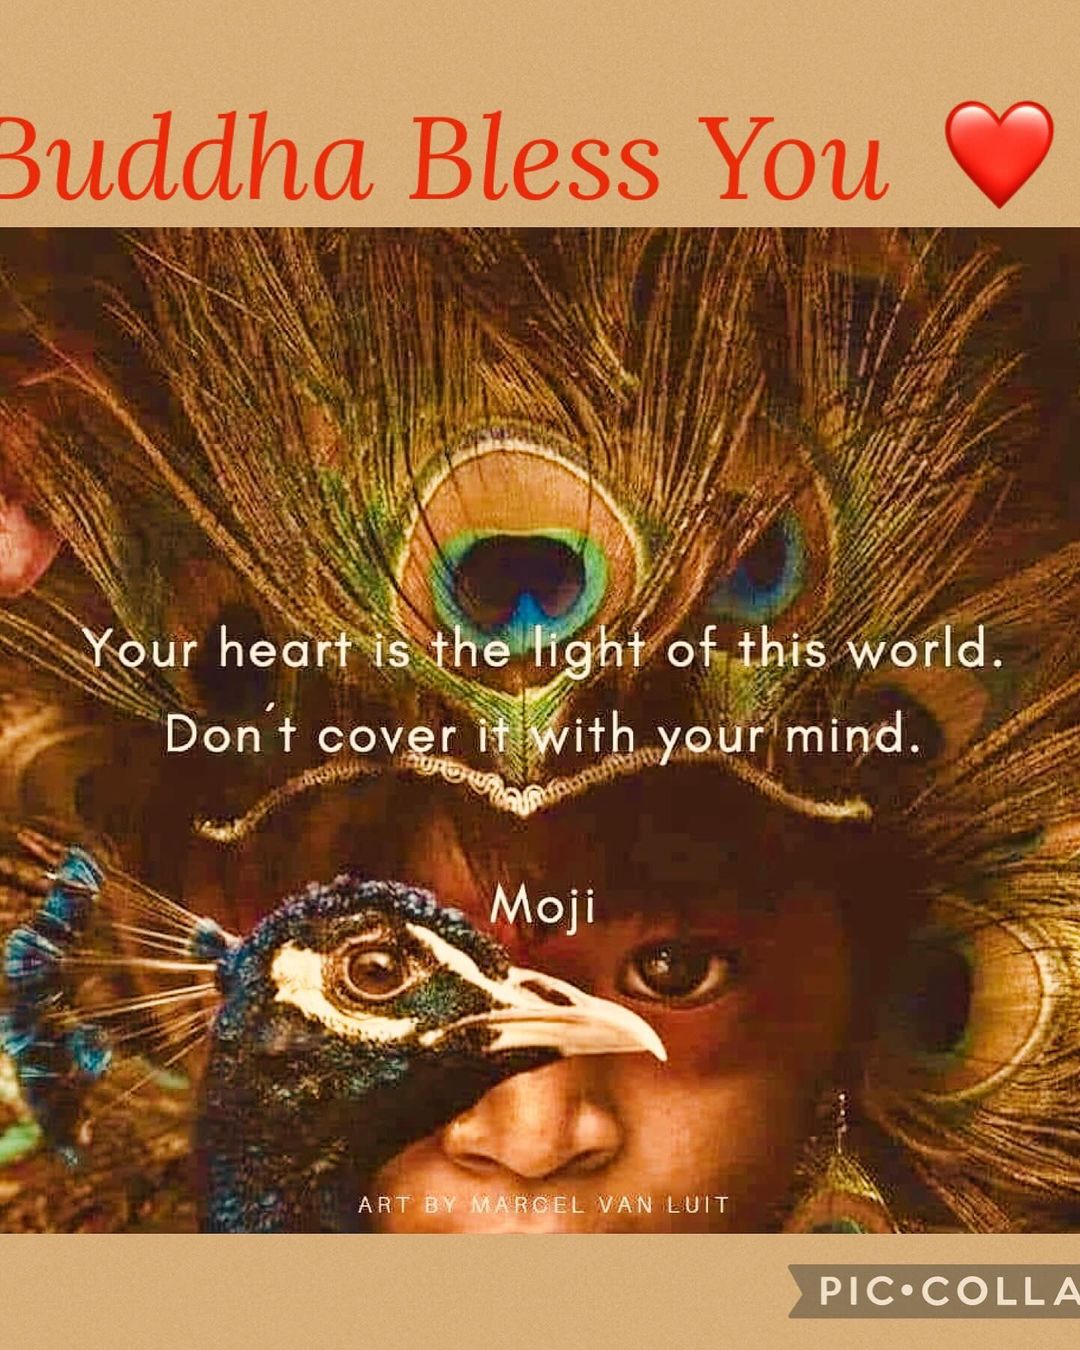 Buddha Bless You ❤️
Your heart is the light of this world.
Don´t cover it with your mind.
Moji
ART BY MARCEL VAN LUIT
PIC•COLLA